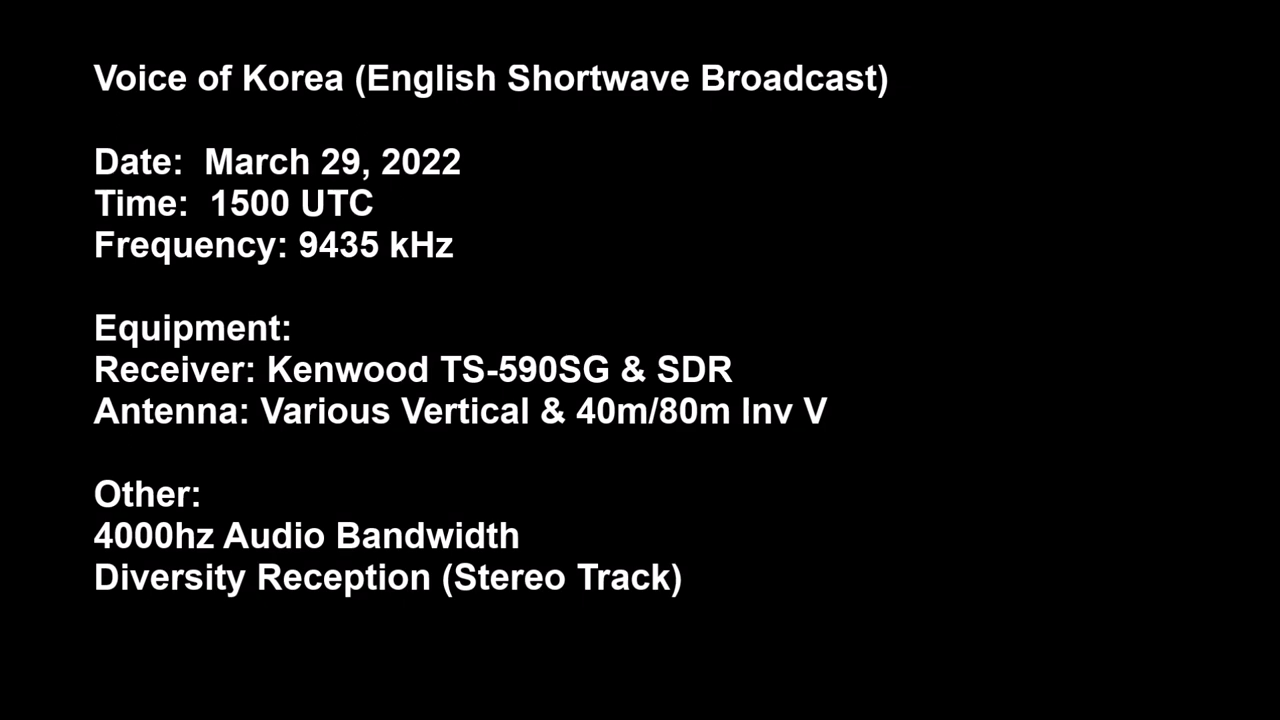 Voice of Korea (English Shortwave Broadcast)
Date:  March 29, 2022
Time:  1500 UTC
Frequency: 9435 kHz
Equipment:
Receiver: Kenwood TS-590SG & SDR
Antenna: Various Vertical & 40m/80m Inv V
Other:
4000hz Audio Bandwidth
Diversity Reception (Stereo Track)